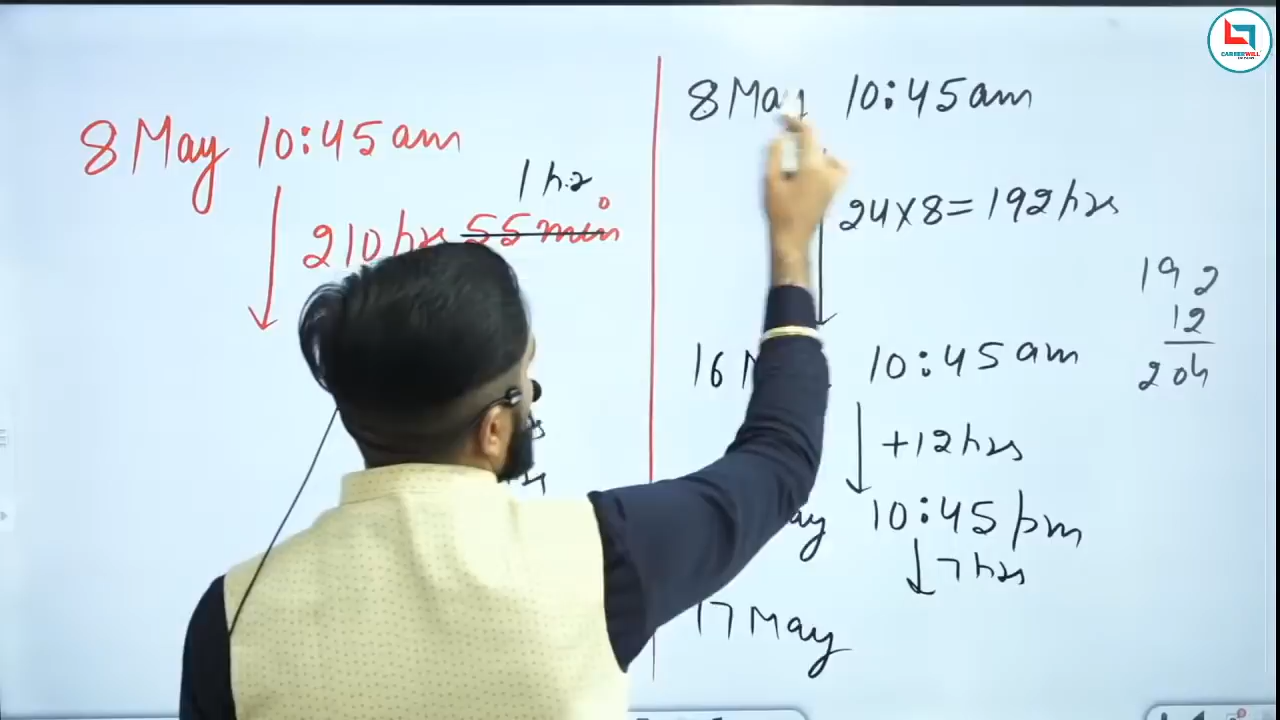 8 May 10:45 am
1 hr
210 hrs 55 min
8 May 10:45 am
24 x 8 = 192 hrs
192
12
204
16 10:45 am
+12 hrs
10:45 pm
7 hrs
17 May
CAREERWILL